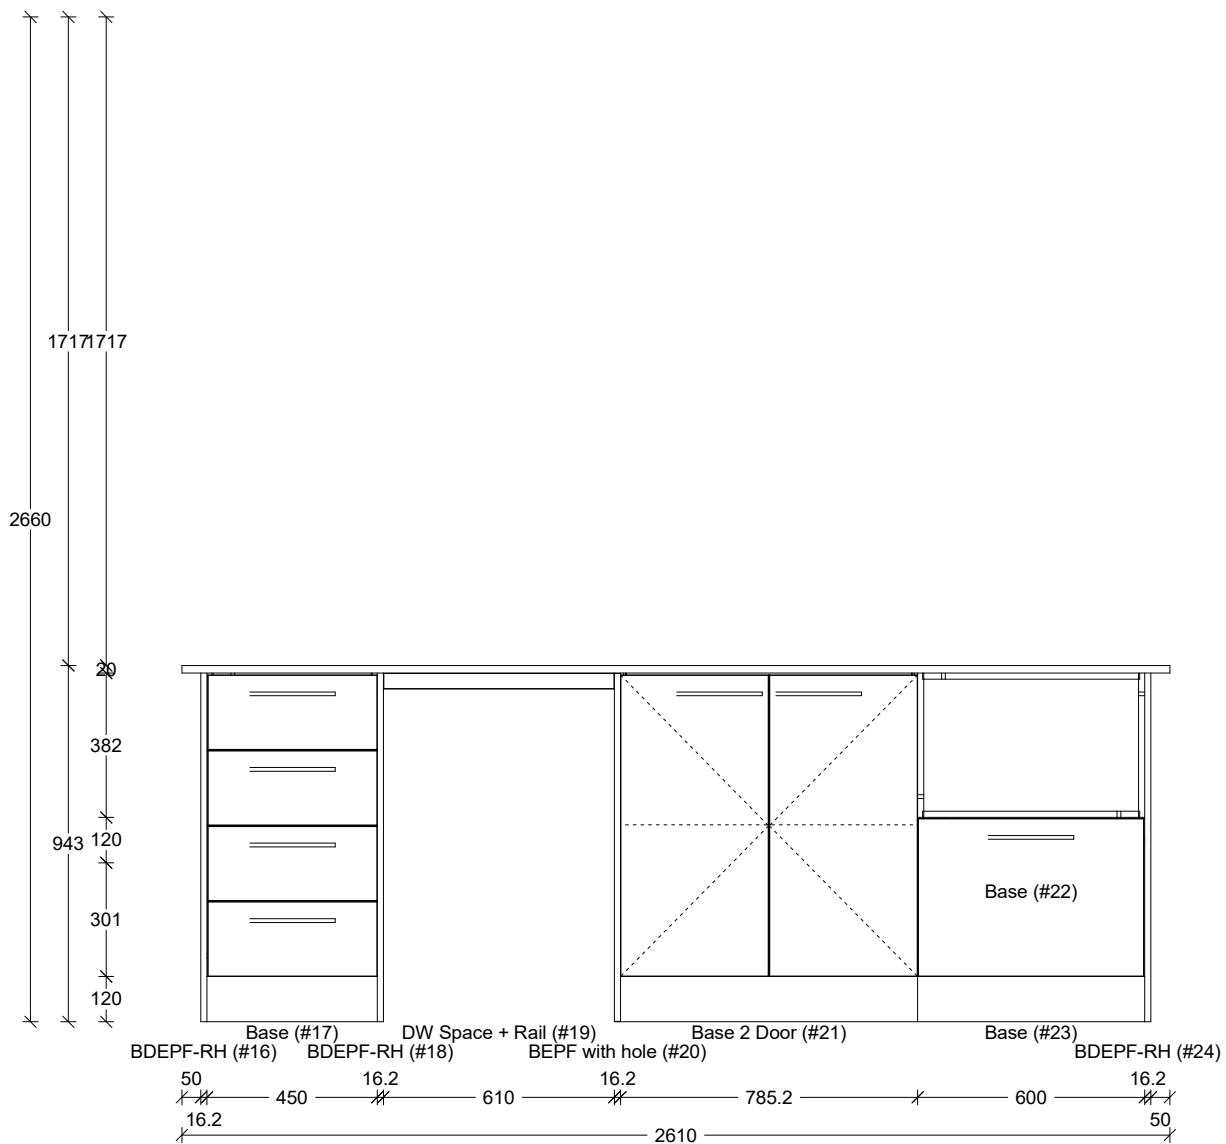 1717 1717
2660
20
382
943 120
301
120
Base (#22)
Base (#17) DW Space + Rail (#19) Base 2 Door (#21) Base (#23)
BDEPF-RH (#16) BDEPF-RH (#18) BEPF with hole (#20) BDEPF-RH (#24)
50 16.2 16.2 16.2
450 610 785.2 600
16.2 50
2610